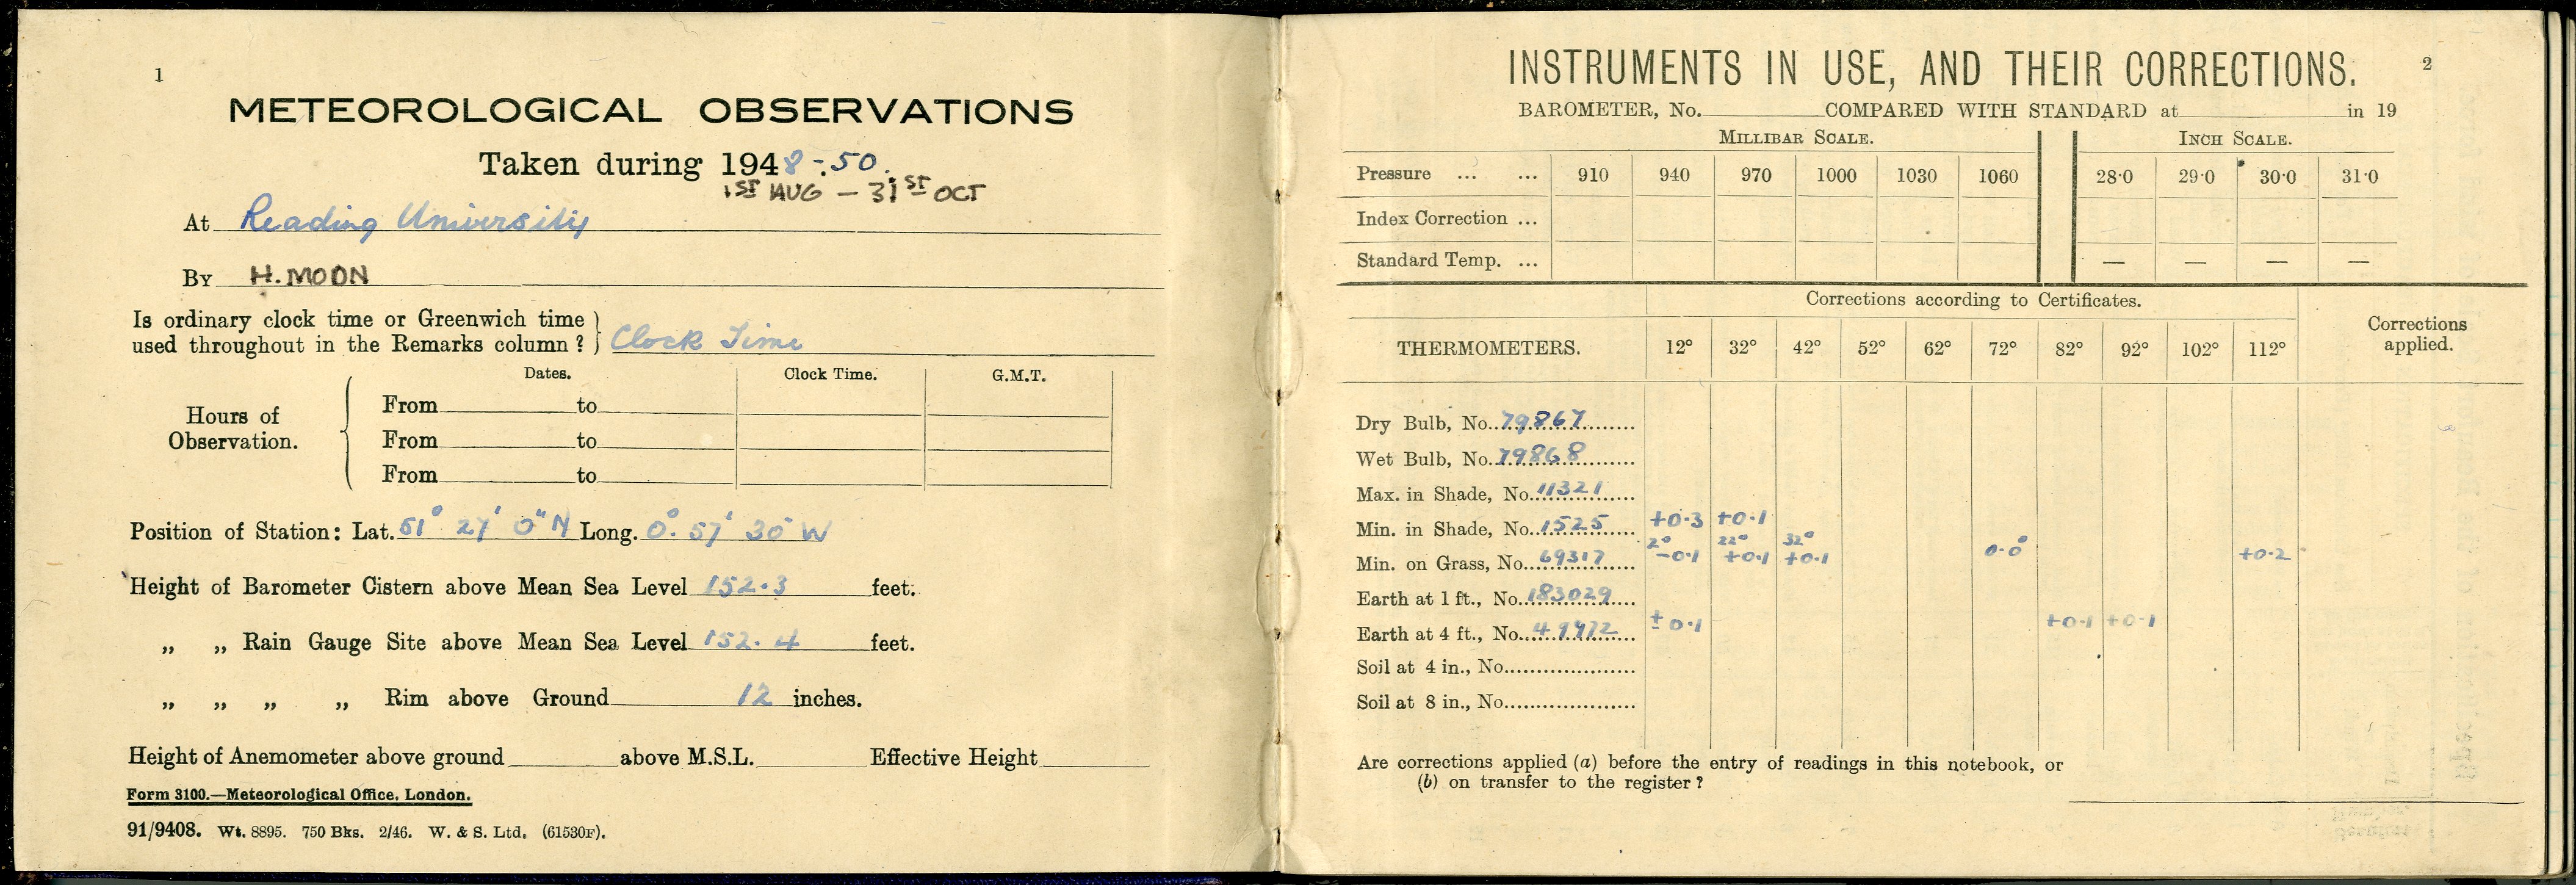 1
METEOROLOGICAL OBSERVATIONS
Taken during 1948-50.
1ST AUG — 31ST OCT
At Reading University
By H. MOON
Is ordinary clock time or Greenwich time
used throughout in the Remarks column? } Clock Time
Dates. Clock Time. G.M.T.
Hours of Observation.
From to
From to
From to
Position of Station: Lat. 51° 27' 0" N Long. 0° 57' 30" W
Height of Barometer Cistern above Mean Sea Level 152.3 feet.
„ „ Rain Gauge Site above Mean Sea Level 152.4 feet.
„ „ „ „ Rim above Ground 12 inches.
Height of Anemometer above ground above M.S.L. Effective Height
Form 3100.—Meteorological Office, London.
91/9408. Wt. 8895. 750 Bks. 2/46. W. & S. Ltd. (61530F).
INSTRUMENTS IN USE, AND THEIR CORRECTIONS. 2
BAROMETER, No. COMPARED WITH STANDARD at in 19
MILLIBAR SCALE. INCH SCALE.
Pressure ... ... 910 940 970 1000 1030 1060 28·0 29·0 30·0 31·0
Index Correction ...
Standard Temp. ... — — — —
Corrections according to Certificates.
Corrections applied.
THERMOMETERS. 12° 32° 42° 52° 62° 72° 82° 92° 102° 112°
Dry Bulb, No. 79867
Wet Bulb, No. 79868
Max. in Shade, No. 11321
Min. in Shade, No. 1525 +0.3 +0.1
2° 22° 32°
Min. on Grass, No. 69317 -0.1 +0.1 +0.1 0.0° +0.2
Earth at 1 ft., No. 183029
Earth at 4 ft., No. 49972 ±0.1 +0.1 +0.1
Soil at 4 in., No.
Soil at 8 in., No.
Are corrections applied (a) before the entry of readings in this notebook, or
(b) on transfer to the register?